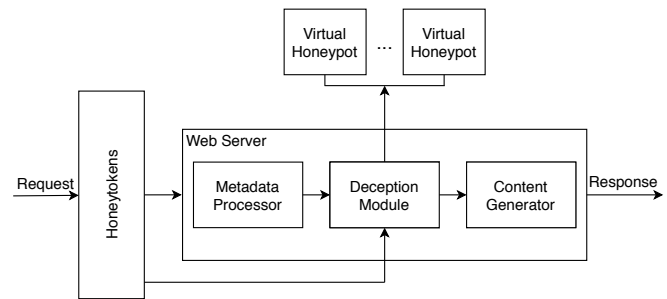 Virtual
Honeypot
...
Virtual
Honeypot
Request
Honeytokens
Web Server
Metadata
Processor
Deception
Module
Content
Generator
Response